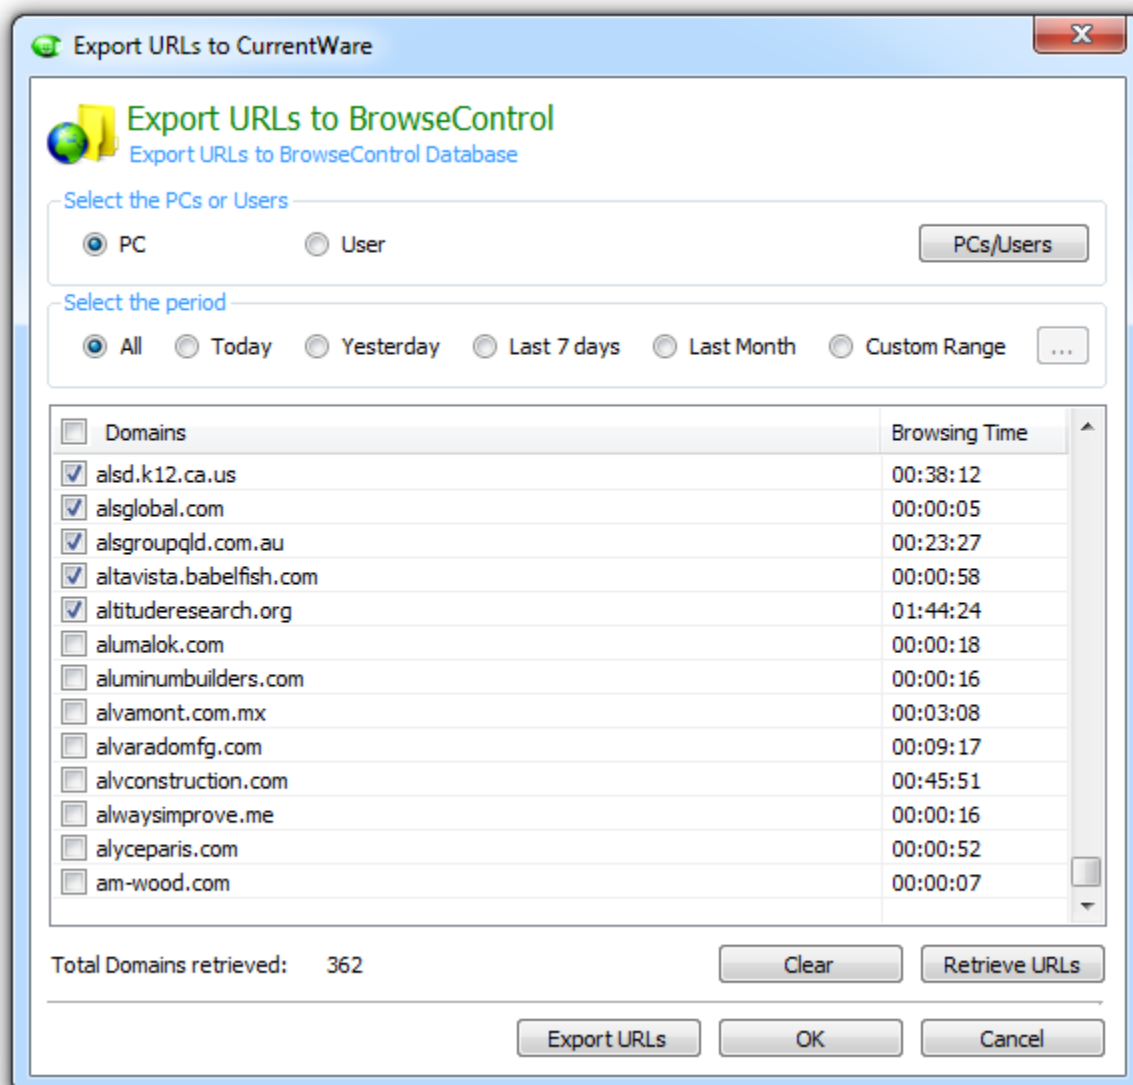 Export URLs to CurrentWare
X
Export URLs to BrowseControl
Export URLs to BrowseControl Database
Select the PCs or Users
PC User PCs/Users
Select the period
All Today Yesterday Last 7 days Last Month Custom Range ...
Domains Browsing Time
alsd.k12.ca.us 00:38:12
alsglobal.com 00:00:05
alsgroupqld.com.au 00:23:27
altavista.babelfish.com 00:00:58
altituderesearch.org 01:44:24
alumalok.com 00:00:18
aluminumbuilders.com 00:00:16
alvamont.com.mx 00:03:08
alvaradomfg.com 00:09:17
alvconstruction.com 00:45:51
alwaysimprove.me 00:00:16
alyceparis.com 00:00:52
am-wood.com 00:00:07
Total Domains retrieved: 362 Clear Retrieve URLs
Export URLs OK Cancel